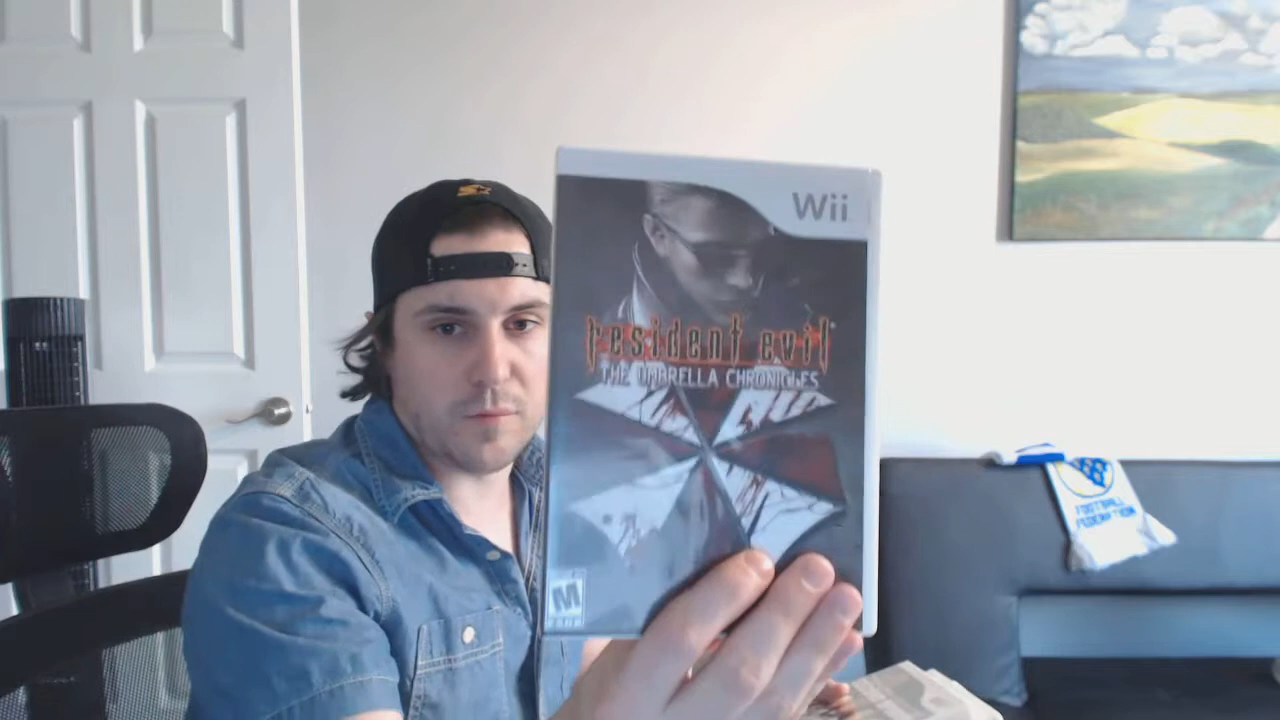 Wii
resident evil
THE UMBRELLA CHRONICLES
M
FOOTBALL
FEDERATION